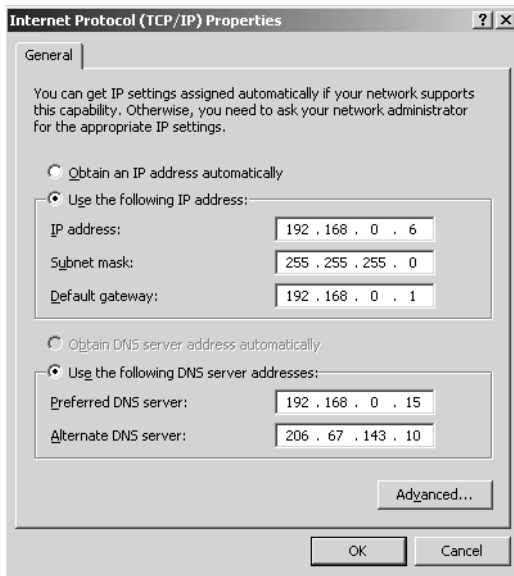 Internet Protocol (TCP/IP) Properties
General
You can get IP settings assigned automatically if your network supports
this capability. Otherwise, you need to ask your network administrator
for the appropriate IP settings.
Obtain an IP address automatically
Use the following IP address:
IP address: 192 . 168 . 0 . 6
Subnet mask: 255 . 255 . 255 . 0
Default gateway: 192 . 168 . 0 . 1
Obtain DNS server address automatically
Use the following DNS server addresses:
Preferred DNS server: 192 . 168 . 0 . 15
Alternate DNS server: 206 . 67 . 143 . 10
Advanced...
OK Cancel